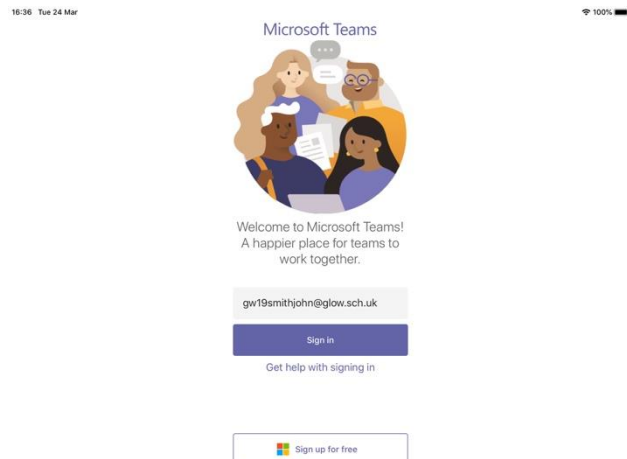 16:36 Tue 24 Mar
100%
Microsoft Teams
Welcome to Microsoft Teams!
A happier place for teams to
work together.
gw19smithjohn@glow.sch.uk
Sign in
Get help with signing in
Sign up for free